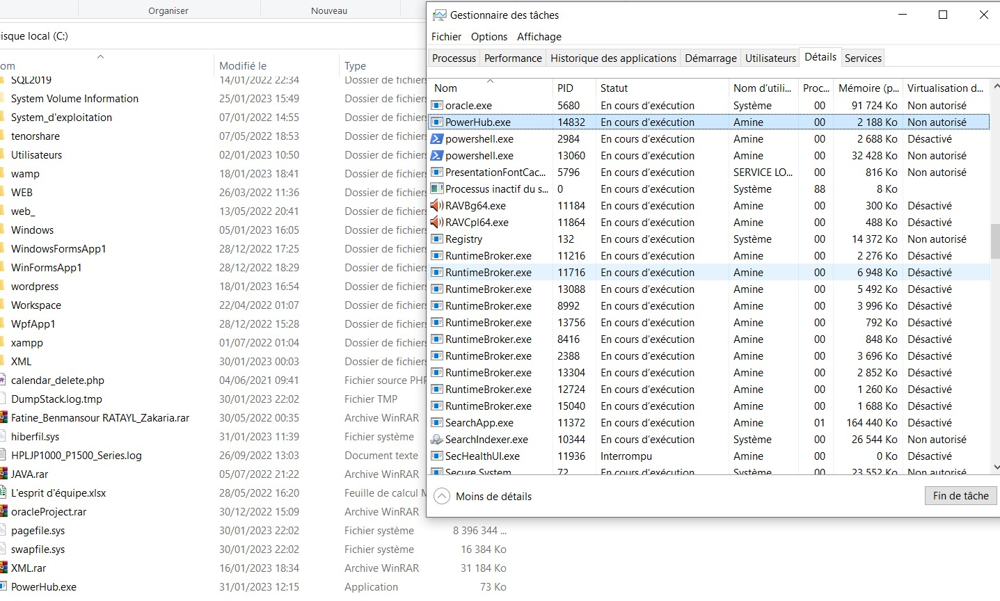 Organiser Nouveau
isque local (C:)
om Modifié le Type
SQL2019 14/01/2022 22:34 Dossier de fichiers
System Volume Information 25/01/2023 15:49 Dossier de fichiers
System_d'exploitation 07/01/2022 14:55 Dossier de fichiers
tenorshare 07/05/2022 18:53 Dossier de fichiers
Utilisateurs 02/01/2023 10:50 Dossier de fichiers
wamp 18/01/2023 18:41 Dossier de fichiers
WEB 26/03/2022 11:36 Dossier de fichiers
web_ 13/05/2022 20:41 Dossier de fichiers
Windows 05/01/2023 16:05 Dossier de fichiers
WindowsFormsApp1 28/12/2022 17:25 Dossier de fichiers
WinFormsApp1 28/12/2022 18:29 Dossier de fichiers
wordpress 18/01/2023 16:54 Dossier de fichiers
Workspace 22/04/2022 01:07 Dossier de fichiers
WpfApp1 28/12/2022 15:28 Dossier de fichiers
xampp 01/07/2022 01:04 Dossier de fichiers
XML 30/01/2023 00:03 Dossier de fichiers
calendar_delete.php 04/06/2021 09:41 Fichier source PH
DumpStack.log.tmp 30/01/2023 22:02 Fichier TMP
Fatine_Benmansour RATAYL_Zakaria.rar 30/05/2022 00:35 Archive WinRAR
hiberfil.sys 31/01/2023 11:39 Fichier système
HPLJP1000_P1500_Series.log 26/09/2022 13:03 Document texte
JAVA.rar 05/07/2022 21:22 Archive WinRAR
L'esprit d'équipe.xlsx 28/05/2022 16:20 Feuille de calcul M
oracleProject.rar 30/12/2022 15:09 Archive WinRAR
pagefile.sys 30/01/2023 22:02 Fichier système 8 396 344 ...
swapfile.sys 30/01/2023 22:02 Fichier système 16 384 Ko
XML.rar 16/01/2023 18:34 Archive WinRAR 31 184 Ko
PowerHub.exe 31/01/2023 12:15 Application 73 Ko
Gestionnaire des tâches
Fichier Options Affichage
Processus Performance Historique des applications Démarrage Utilisateurs Détails Services
Nom PID Statut Nom d'utili... Proc... Mémoire (p... Virtualisation d...
oracle.exe 5680 En cours d'exécution Système 00 91 724 Ko Non autorisé
PowerHub.exe 14832 En cours d'exécution Amine 00 2 188 Ko Non autorisé
powershell.exe 2984 En cours d'exécution Amine 00 2 688 Ko Désactivé
powershell.exe 13060 En cours d'exécution Amine 00 32 428 Ko Non autorisé
PresentationFontCac... 5796 En cours d'exécution SERVICE LO... 00 816 Ko Non autorisé
Processus inactif du s... 0 En cours d'exécution Système 88 8 Ko
RAVBg64.exe 11184 En cours d'exécution Amine 00 300 Ko Désactivé
RAVCpl64.exe 11864 En cours d'exécution Amine 00 488 Ko Désactivé
Registry 132 En cours d'exécution Système 00 14 372 Ko Non autorisé
RuntimeBroker.exe 11216 En cours d'exécution Amine 00 2 276 Ko Désactivé
RuntimeBroker.exe 11716 En cours d'exécution Amine 00 6 948 Ko Désactivé
RuntimeBroker.exe 13088 En cours d'exécution Amine 00 5 492 Ko Désactivé
RuntimeBroker.exe 8992 En cours d'exécution Amine 00 3 996 Ko Désactivé
RuntimeBroker.exe 13756 En cours d'exécution Amine 00 792 Ko Désactivé
RuntimeBroker.exe 8416 En cours d'exécution Amine 00 848 Ko Désactivé
RuntimeBroker.exe 2388 En cours d'exécution Amine 00 3 696 Ko Désactivé
RuntimeBroker.exe 13304 En cours d'exécution Amine 00 2 852 Ko Désactivé
RuntimeBroker.exe 12724 En cours d'exécution Amine 00 1 260 Ko Désactivé
RuntimeBroker.exe 15040 En cours d'exécution Amine 00 1 688 Ko Désactivé
SearchApp.exe 11372 En cours d'exécution Amine 01 164 440 Ko Désactivé
SearchIndexer.exe 10344 En cours d'exécution Système 00 26 544 Ko Non autorisé
SecHealthUI.exe 11936 Interrompu Amine 00 0 Ko Désactivé
Secure System 72 En cours d'exécution Système 00 23 552 Ko Non autorisé
Moins de détails Fin de tâche